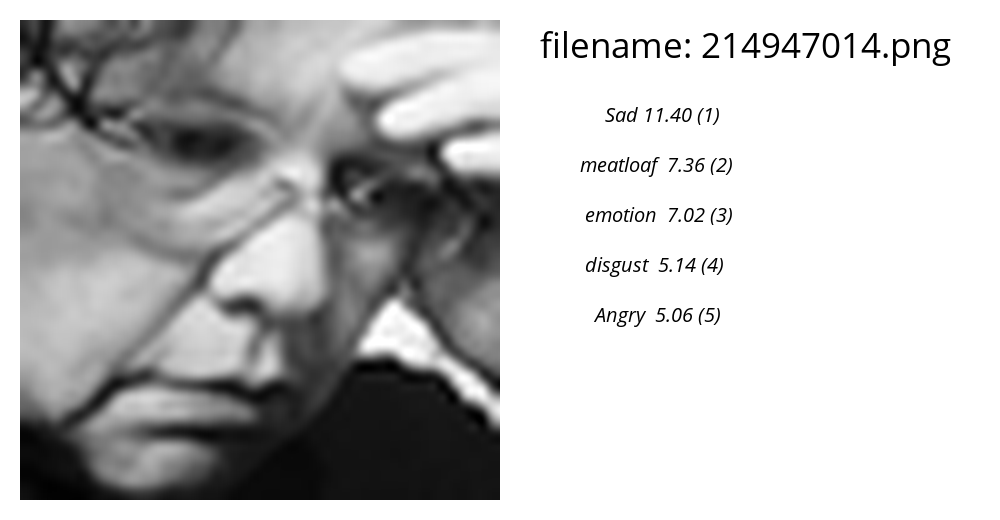 filename: 214947014.png
Sad 11.40 (1)
meatloaf 7.36 (2)
emotion 7.02 (3)
disgust 5.14 (4)
Angry 5.06 (5)